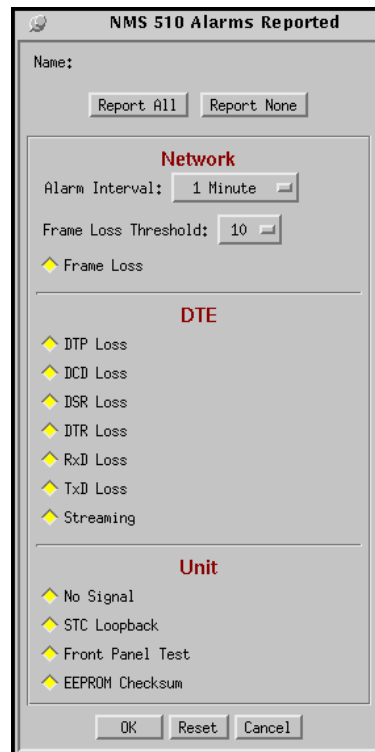 NMS 510 Alarms Reported
Name:
Report All Report None
Network
Alarm Interval: 1 Minute
Frame Loss Threshold: 10
Frame Loss
DTE
DTP Loss
DCD Loss
DSR Loss
DTR Loss
RxD Loss
TxD Loss
Streaming
Unit
No Signal
STC Loopback
Front Panel Test
EEPROM Checksum
OK Reset Cancel